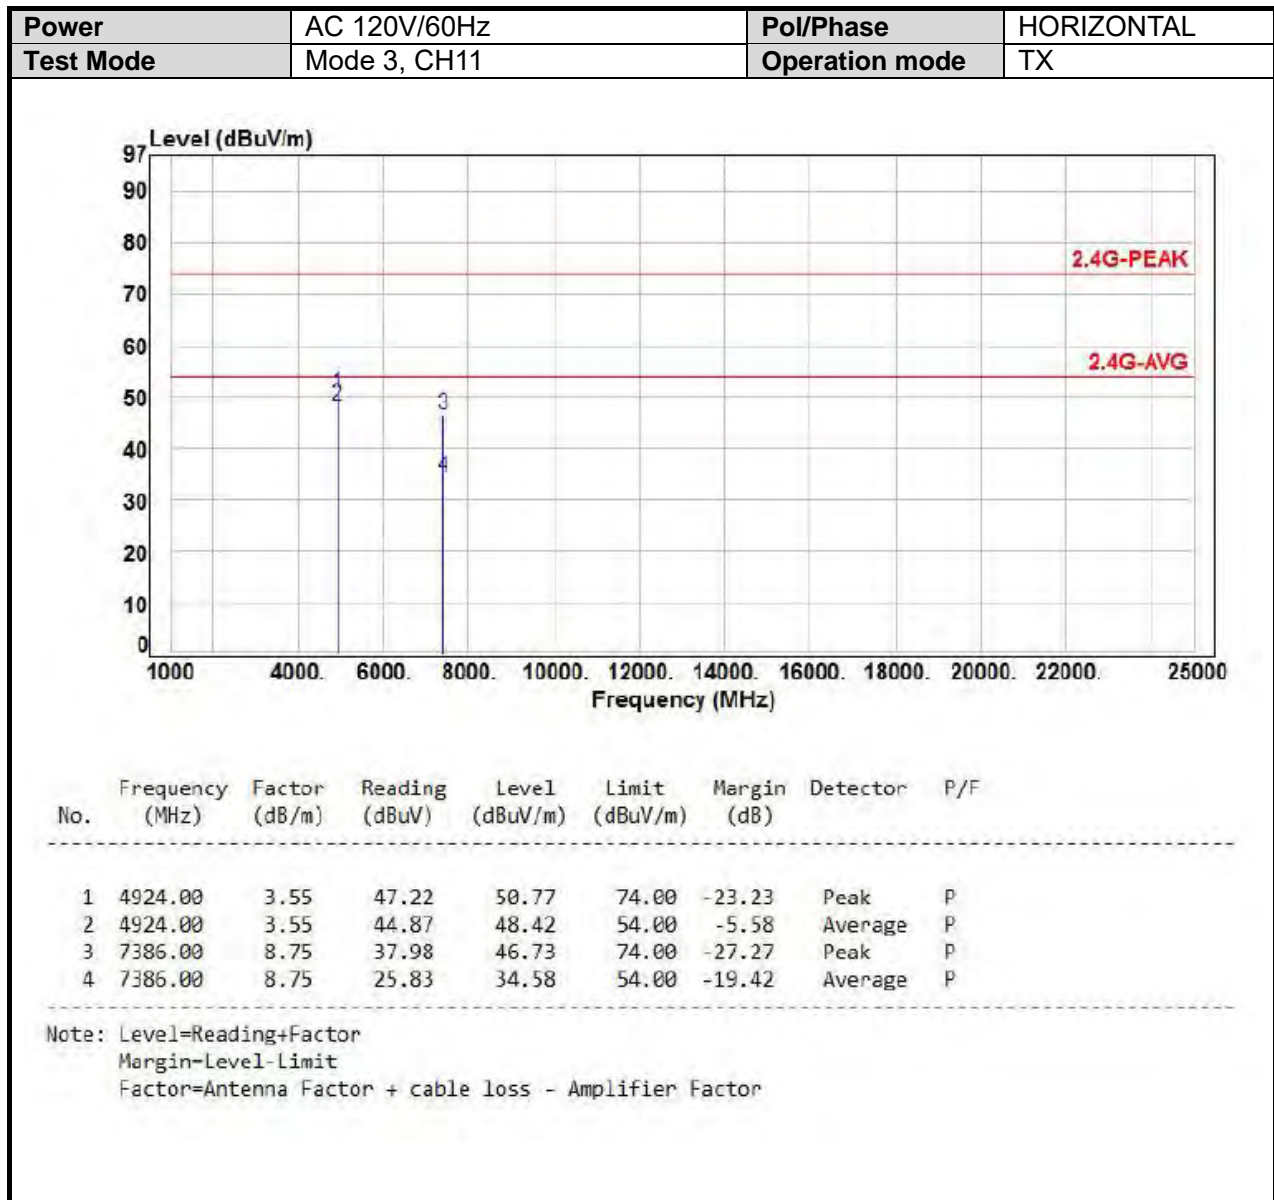 Power AC 120V/60Hz Pol/Phase HORIZONTAL
Test Mode Mode 3, CH11 Operation mode TX
Level (dBuV/m)
97
90
80
2.4G-PEAK
70
60
2.4G-AVG
1
2
50
3
40
4
30
20
10
0
1000 4000. 6000. 8000. 10000. 12000. 14000. 16000. 18000. 20000. 22000. 25000
Frequency (MHz)
Frequency Factor Reading Level Limit Margin Detector P/F
No. (MHz) (dB/m) (dBuV) (dBuV/m) (dBuV/m) (dB)
1 4924.00 3.55 47.22 50.77 74.00 -23.23 Peak P
2 4924.00 3.55 44.87 48.42 54.00 -5.58 Average P
3 7386.00 8.75 37.98 46.73 74.00 -27.27 Peak P
4 7386.00 8.75 25.83 34.58 54.00 -19.42 Average P
Note: Level=Reading+Factor
Margin=Level-Limit
Factor=Antenna Factor + cable loss - Amplifier Factor